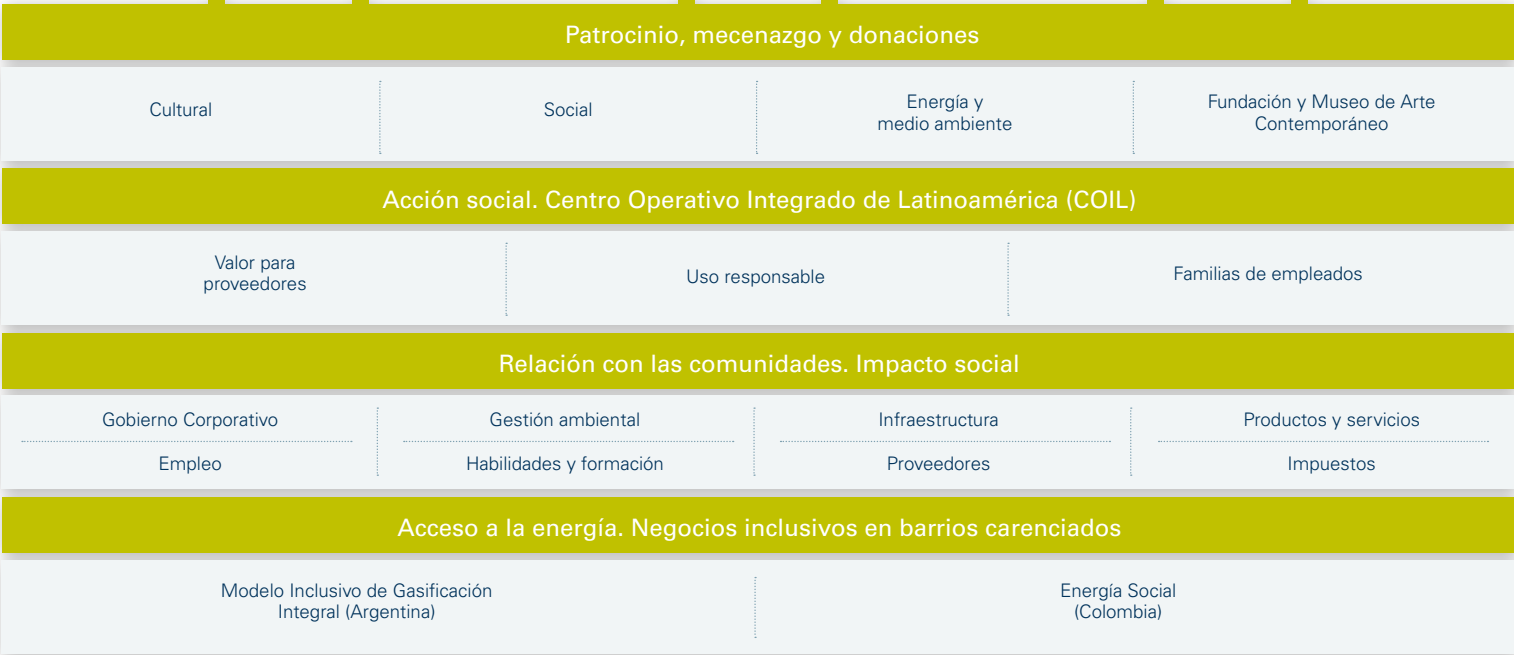 Patrocinio, mecenazgo y donaciones
Cultural
Social
Energía y
medio ambiente
Fundación y Museo de Arte
Contemporáneo
Acción social. Centro Operativo Integrado de Latinoamérica (COIL)
Valor para
proveedores
Uso responsable
Familias de empleados
Relación con las comunidades. Impacto social
Gobierno Corporativo
Gestión ambiental
Infraestructura
Productos y servicios
Empleo
Habilidades y formación
Proveedores
Impuestos
Acceso a la energía. Negocios inclusivos en barrios carenciados
Modelo Inclusivo de Gasificación
Integral (Argentina)
Energía Social
(Colombia)